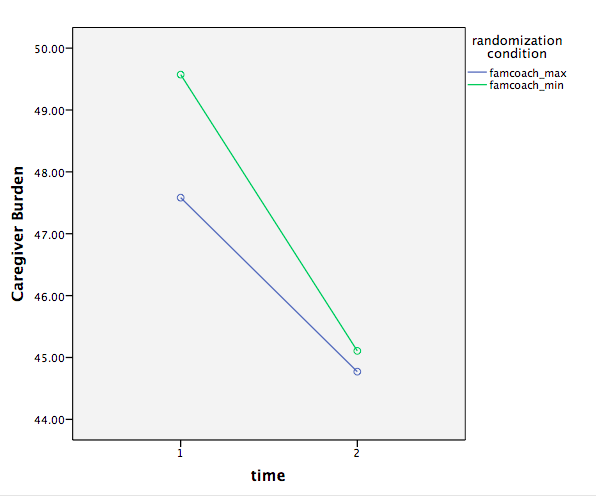 randomization
condition
famcoach_max
famcoach_min
Caregiver Burden
50.00
49.00
48.00
47.00
46.00
45.00
44.00
1 2
time